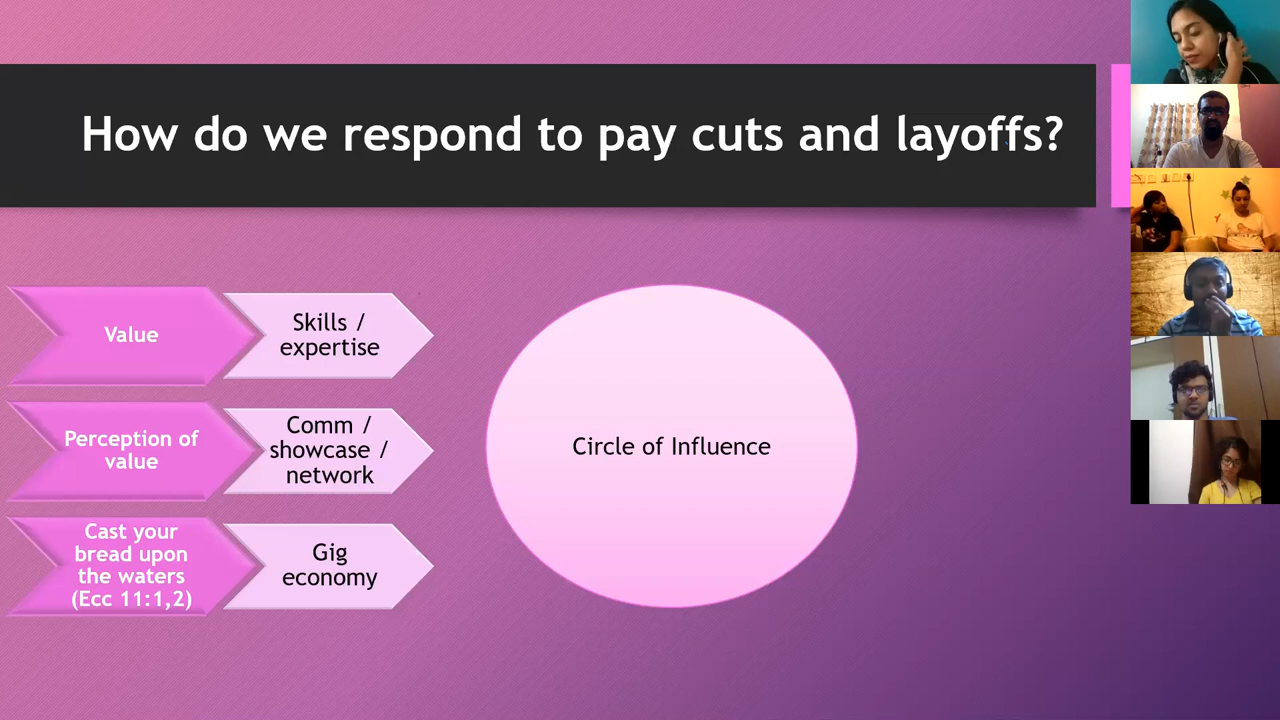 How do we respond to pay cuts and layoffs?
Value
Skills /
expertise
Perception of
value
Comm /
showcase /
network
Cast your
bread upon
the waters
(Ecc 11:1,2)
Gig
economy
Circle of Influence